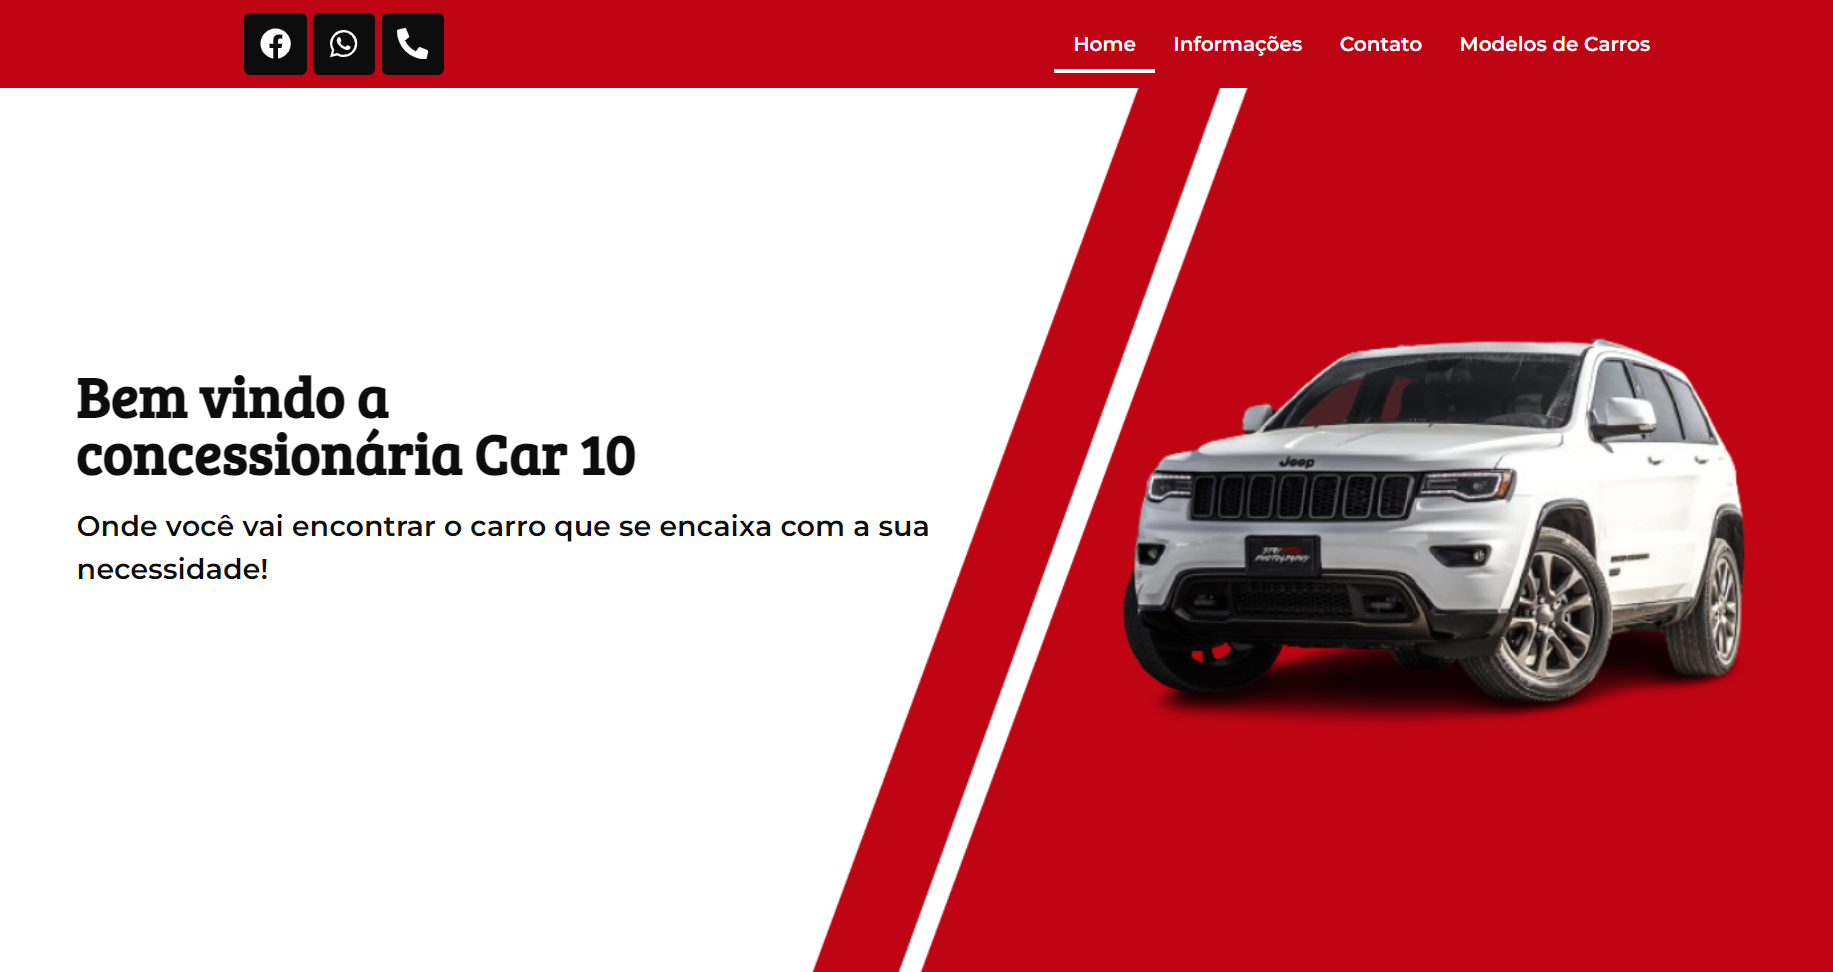 Home Informações Contato Modelos de Carros
Bem vindo a
concessionária Car 10
Onde você vai encontrar o carro que se encaixa com a sua
necessidade!
Jeep
PHOTOGRAPHY